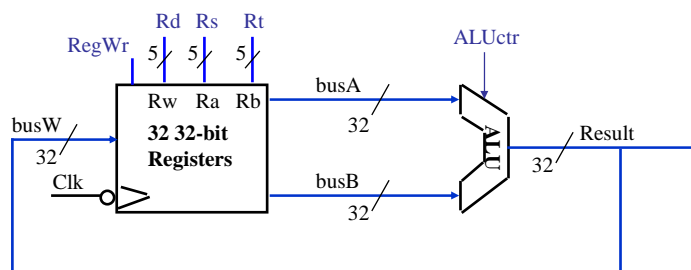 Rd Rs Rt
RegWr ALUctr
5 5 5
Rw Ra Rb busA
busW 32 32-bit 32 ALU Result
32 Registers 32
Clk busB
32